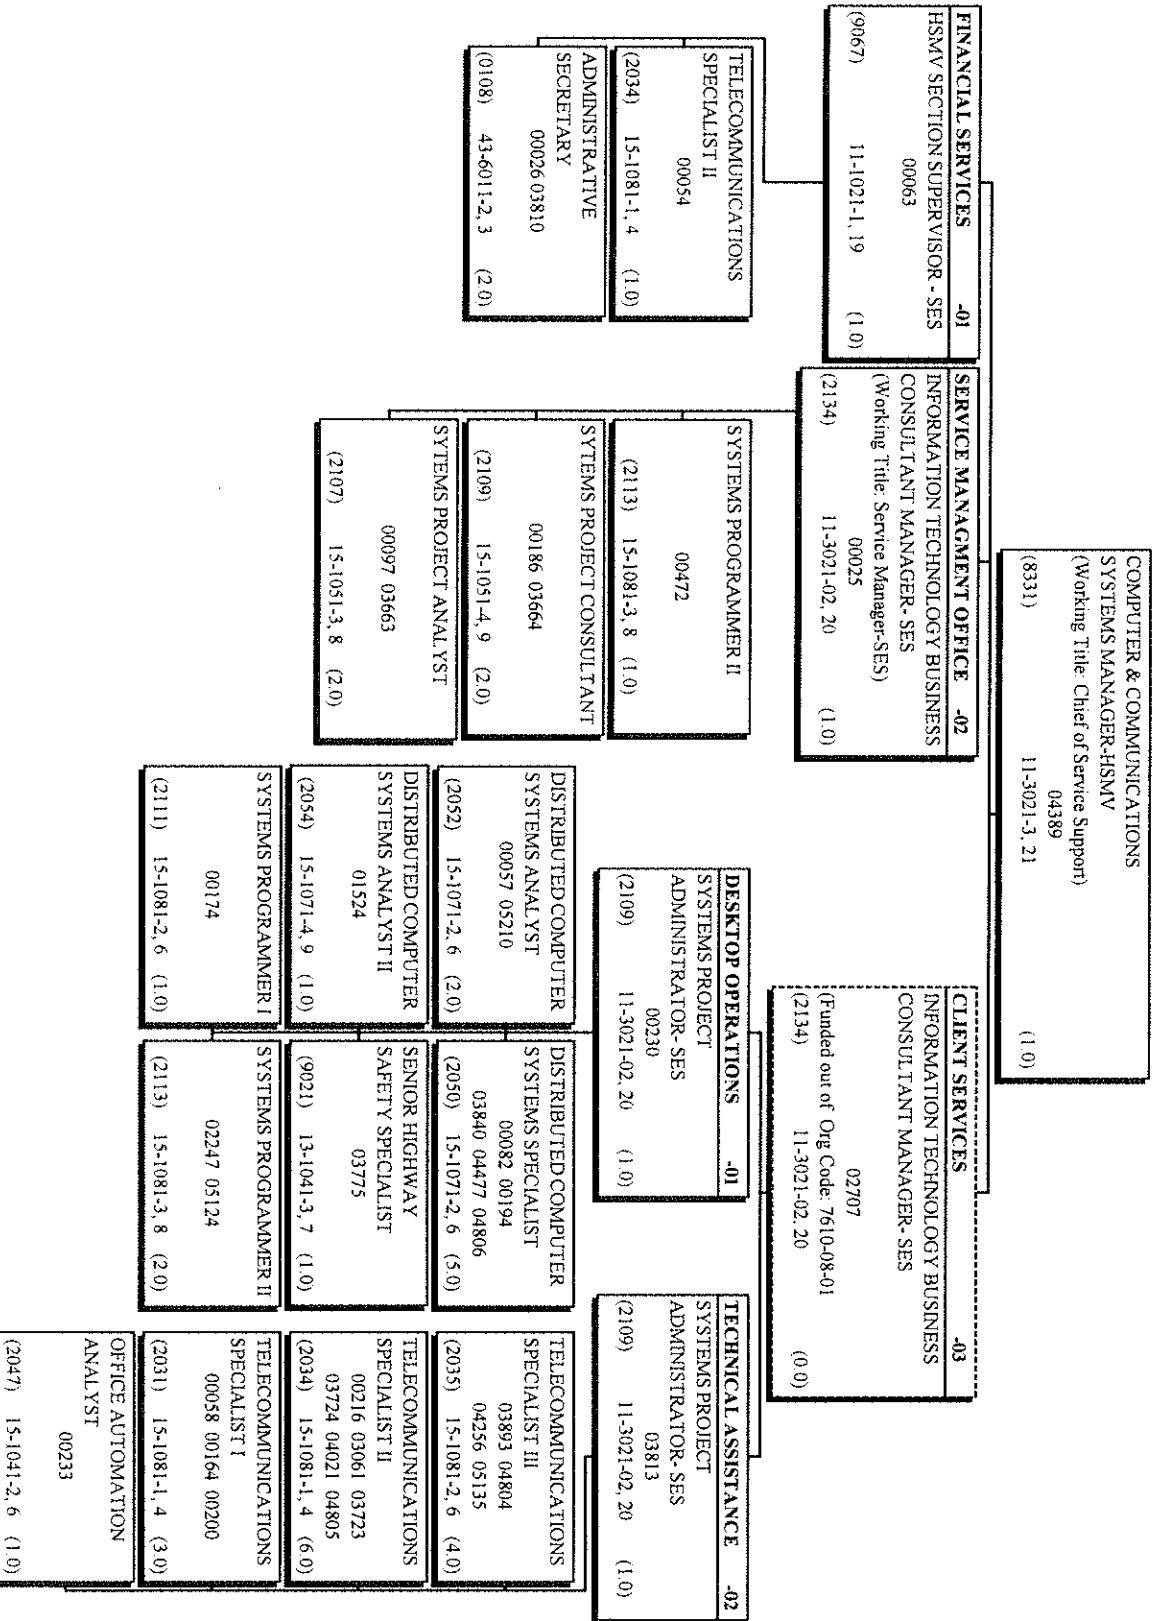 COMPUTER & COMMUNICATIONS
SYSTEMS MANAGER-HSMV
(Working Title: Chief of Service Support)
04389
(8331) 11-3021-3, 21 (1.0)
FINANCIAL SERVICES -01
HSMV SECTION SUPERVISOR - SES
00063
(9067) 11-1021-1, 19 (1.0)
TELECOMMUNICATIONS
SPECIALIST II
00054
(2034) 15-1081-1, 4 (1.0)
ADMINISTRATIVE
SECRETARY
00026 03810
(0108) 43-6011-2, 3 (2.0)
SERVICE MANAGMENT OFFICE -02
INFORMATION TECHNOLOGY BUSINESS
CONSULTANT MANAGER- SES
(Working Title: Service Manager-SES)
00025
(2134) 11-3021-02, 20 (1.0)
SYSTEMS PROGRAMMER II
00472
(2113) 15-1081-3, 8 (1.0)
SYTEMS PROJECT CONSULTANT
00186 03664
(2109) 15-1051-4, 9 (2.0)
SYTEMS PROJECT ANALYST
00097 03663
(2107) 15-1051-3, 8 (2.0)
CLIENT SERVICES -03
INFORMATION TECHNOLOGY BUSINESS
CONSULTANT MANAGER- SES
02707
(Funded out of Org Code: 7610-08-01
(2134) 11-3021-02, 20 (0.0)
DESKTOP OPERATIONS -01
SYSTEMS PROJECT
ADMINISTRATOR- SES
00230
(2109) 11-3021-02, 20 (1.0)
DISTRIBUTED COMPUTER
SYSTEMS ANALYST
00057 05210
(2052) 15-1071-2, 6 (2.0)
DISTRIBUTED COMPUTER
SYSTEMS SPECIALIST
00082 00194
03840 04477 04806
(2050) 15-1071-2, 6 (5.0)
DISTRIBUTED COMPUTER
SYSTEMS ANALYST II
01524
(2054) 15-1071-4, 9 (1.0)
SENIOR HIGHWAY
SAFETY SPECIALIST
03775
(9021) 13-1041-3, 7 (1.0)
SYSTEMS PROGRAMMER I
00174
(2111) 15-1081-2, 6 (1.0)
SYSTEMS PROGRAMMER II
02247 05124
(2113) 15-1081-3, 8 (2.0)
TECHNICAL ASSISTANCE -02
SYSTEMS PROJECT
ADMINISTRATOR- SES
03813
(2109) 11-3021-02, 20 (1.0)
TELECOMMUNICATIONS
SPECIALIST III
03893 04804
04256 05135
(2035) 15-1081-2, 6 (4.0)
TELECOMMUNICATIONS
SPECIALIST II
00216 03061 03723
03724 04021 04805
(2034) 15-1081-1, 4 (6.0)
TELECOMMUNICATIONS
SPECIALIST I
00058 00164 00200
(2031) 15-1081-1, 4 (3.0)
OFFICE AUTOMATION
ANALYST
00233
(2047) 15-1041-2, 6 (1.0)